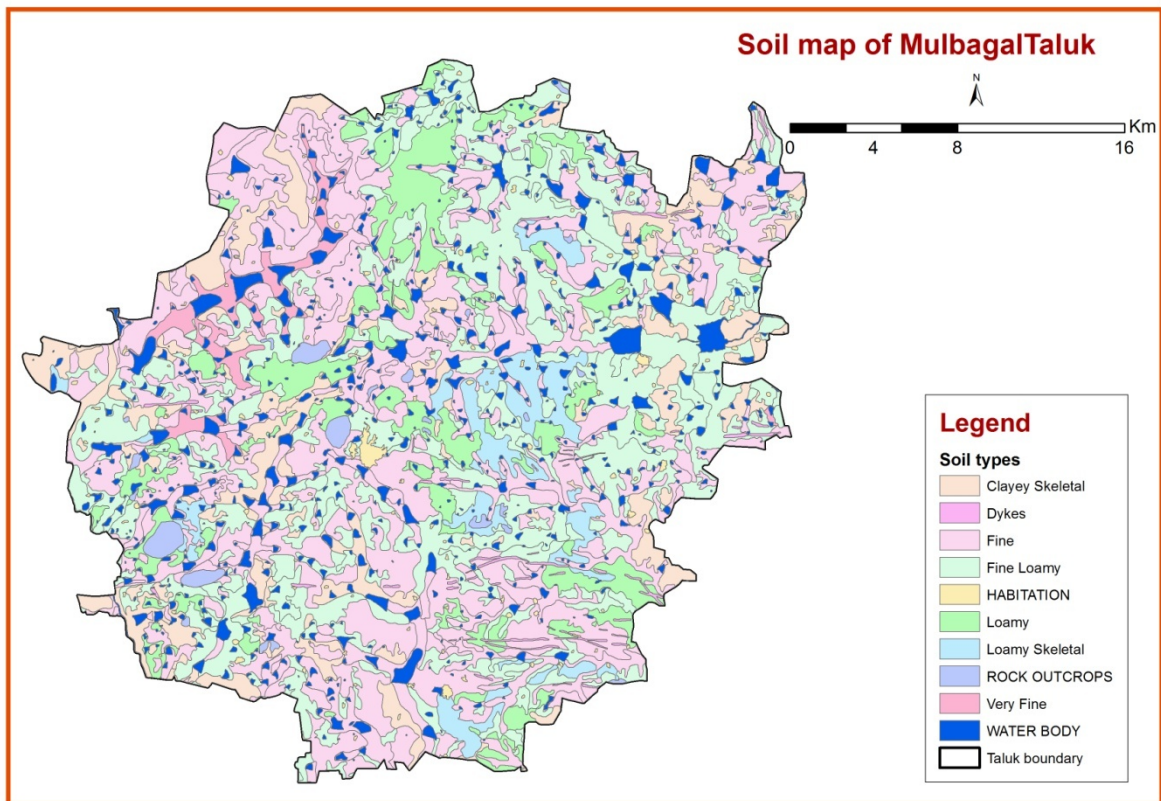 Soil map of MulbagalTaluk
N
Km
0 4 8 16
Legend
Soil types
Clayey Skeletal
Dykes
Fine
Fine Loamy
HABITATION
Loamy
Loamy Skeletal
ROCK OUTCROPS
Very Fine
WATER BODY
Taluk boundary